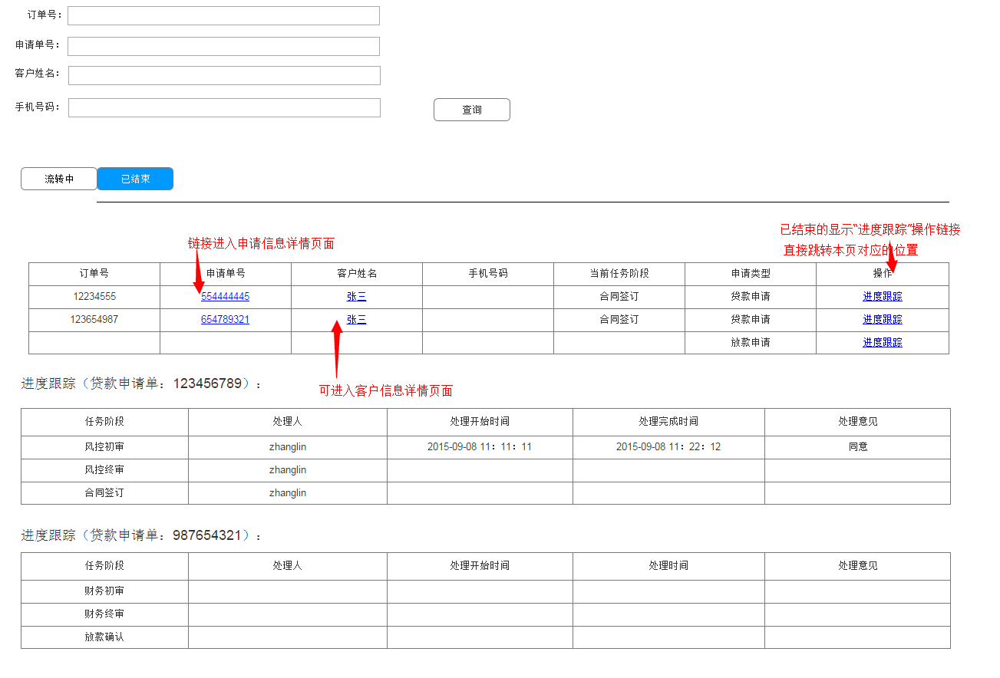 订单号：
申请单号：
客户姓名：
手机号码：
查询
流转中 已结束
已结束的显示“进度跟踪”操作链接
直接跳转本页对应的位置
链接进入申请信息详情页面
订单号 申请单号 客户姓名 手机号码 当前任务阶段 申请类型 操作
12234555 554444445 张三 合同签订 贷款申请 进度跟踪
123654987 654789321 张三 合同签订 贷款申请 进度跟踪
放款申请 进度跟踪
进度跟踪（贷款申请单：123456789）：
可进入客户信息详情页面
任务阶段 处理人 处理开始时间 处理完成时间 处理意见
风控初审 zhanglin 2015-09-08 11：11：11 2015-09-08 11：22：12 同意
风控终审 zhanglin
合同签订 zhanglin
进度跟踪（贷款申请单：987654321）：
任务阶段 处理人 处理开始时间 处理时间 处理意见
财务初审
财务终审
放款确认